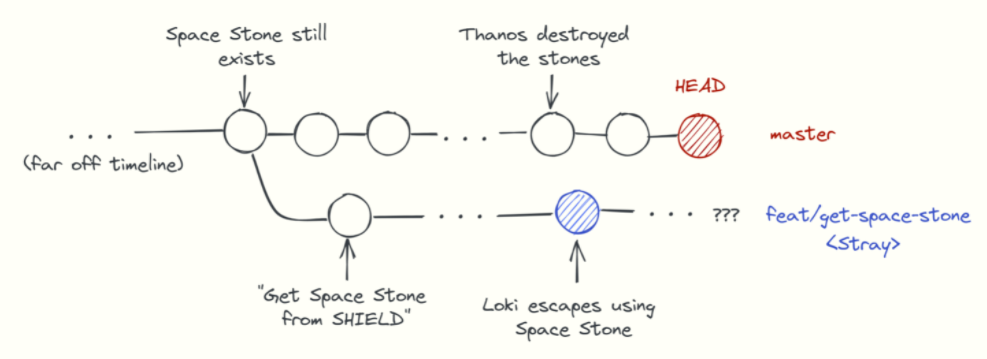 Space Stone still
exists
Thanos destroyed
the stones
HEAD
. . .
. . .
master
(far off timeline)
. . .
. . .
???
feat/get-space-stone
<Stray>
"Get Space Stone
from SHIELD"
Loki escapes using
Space Stone